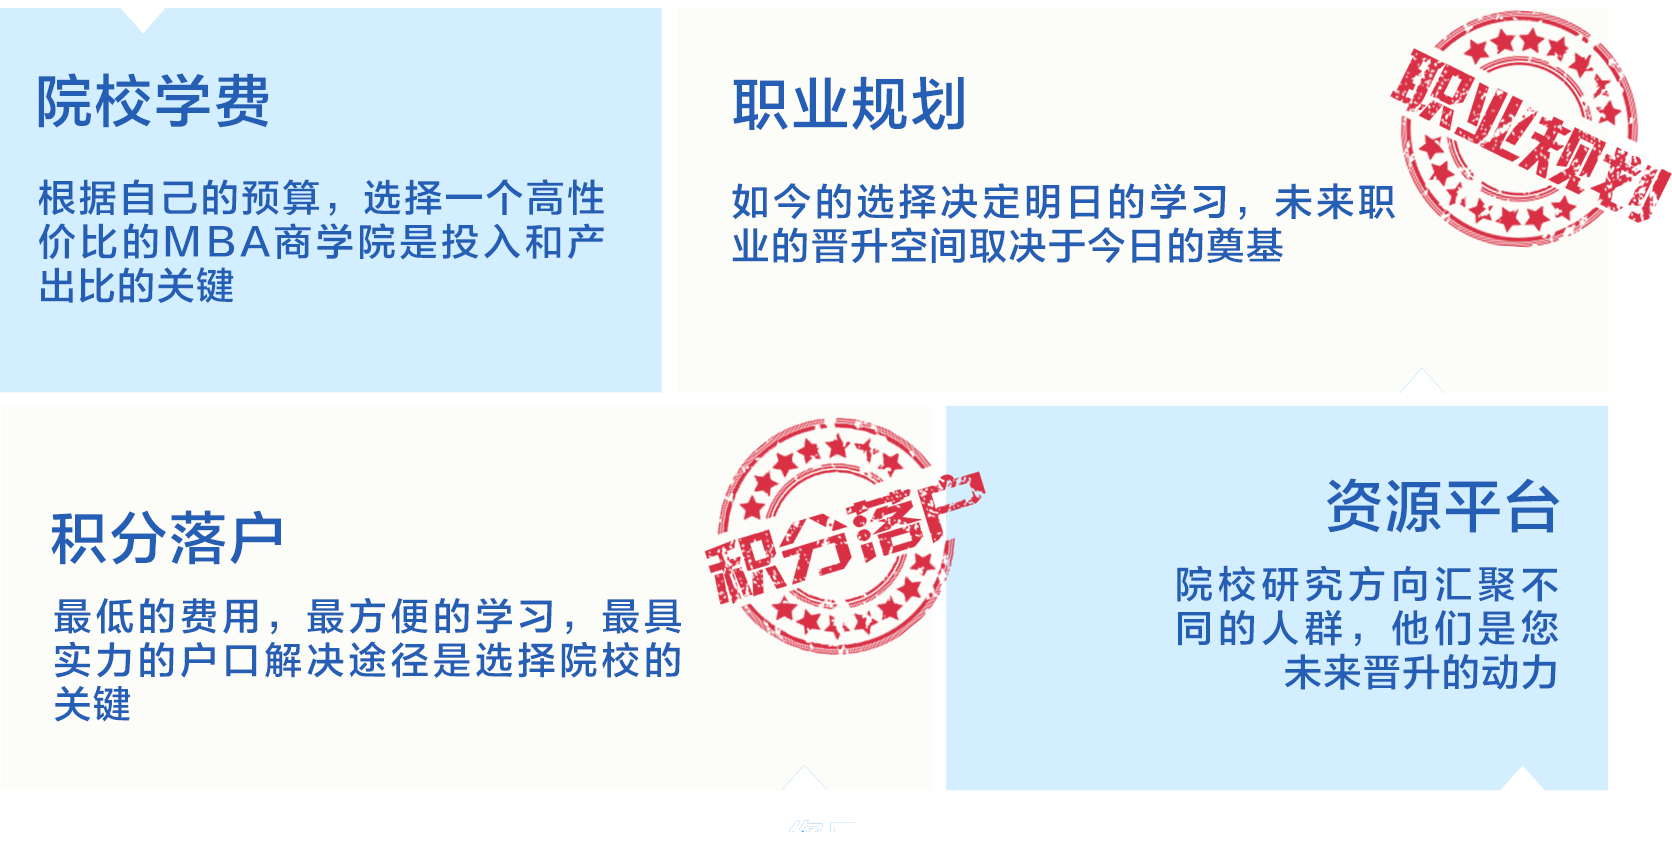 院校学费
根据自己的预算，选择一个高性
价比的MBA商学院是投入和产
出比的关键
职业规划
如今的选择决定明日的学习，未来职
业的晋升空间取决于今日的奠基
职业规划
积分落户
最低的费用，最方便的学习，最具
实力的户口解决途径是选择院校的
关键
积分落户
资源平台
院校研究方向汇聚不
同的人群，他们是您
未来晋升的动力